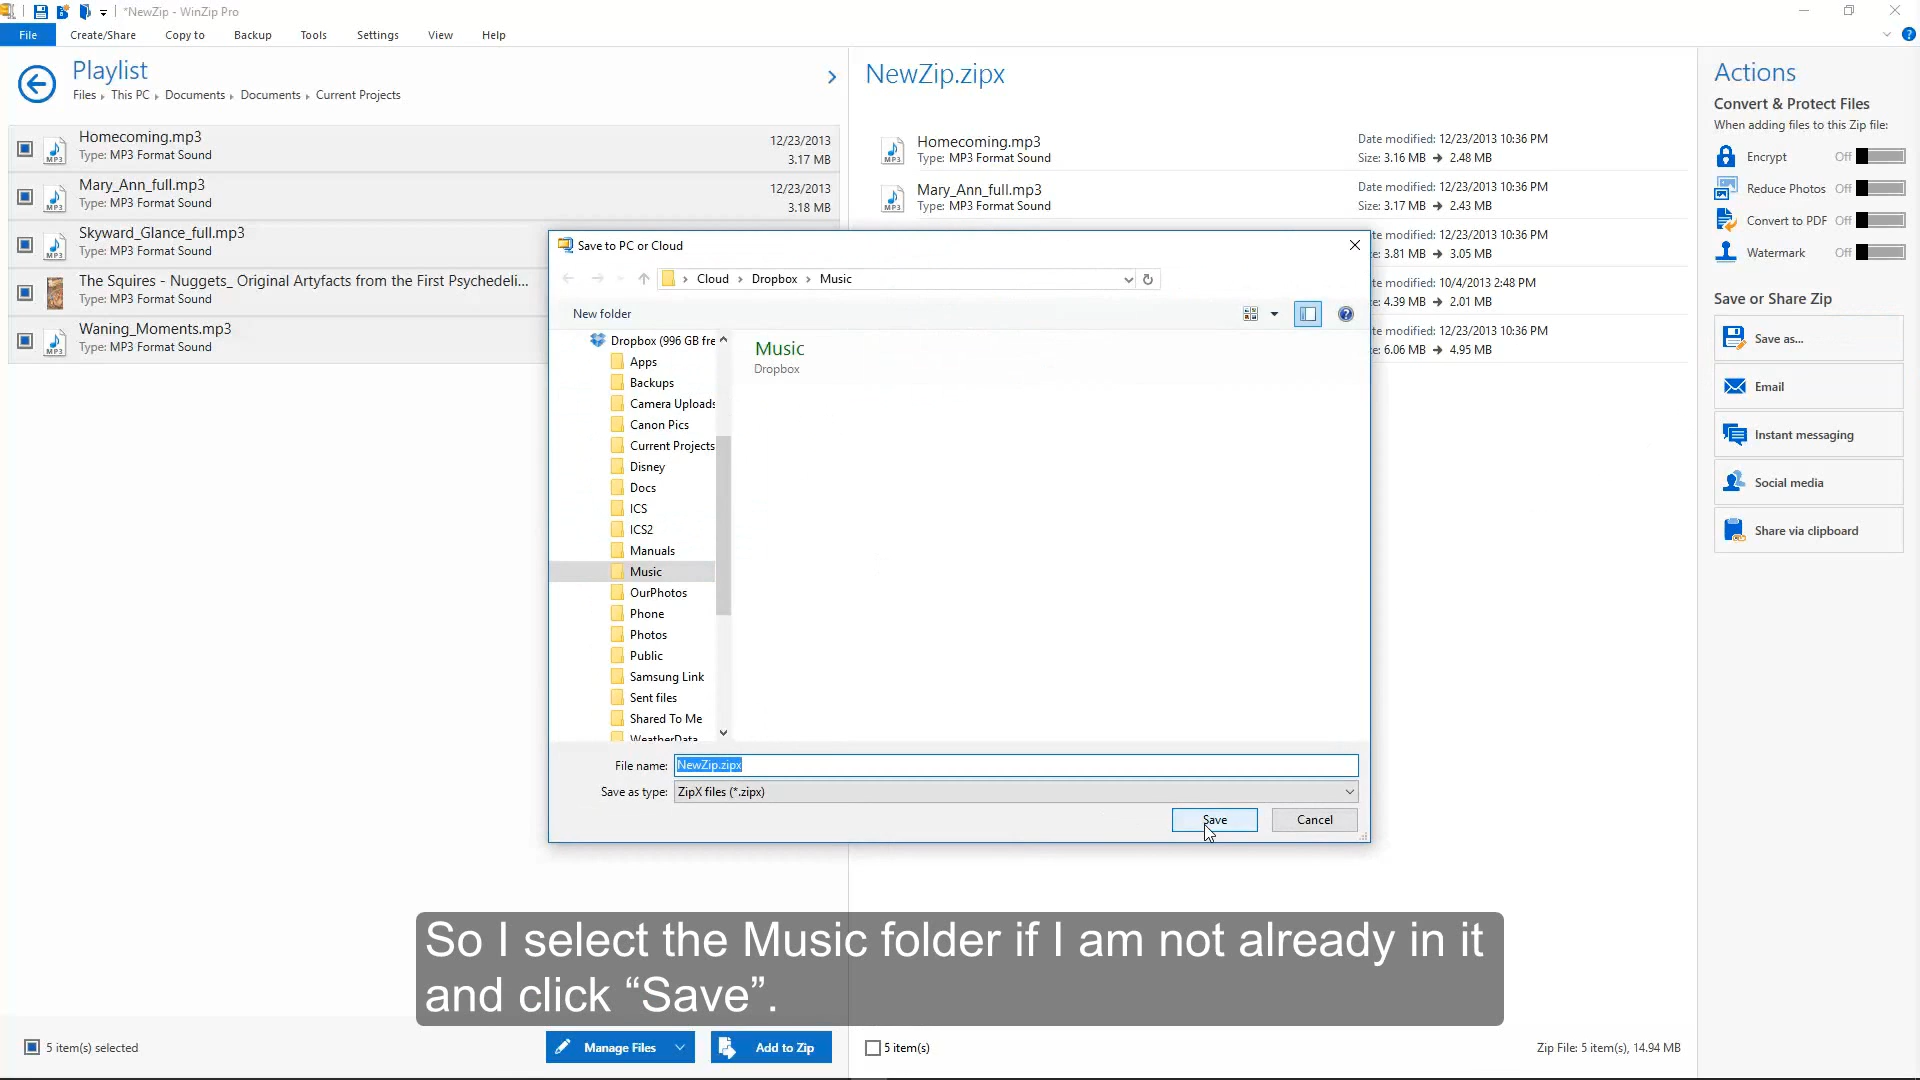 *NewZip - WinZip Pro
File Create/Share Copy to Backup Tools Settings View Help
Playlist
Files ▸ This PC ▸ Documents ▸ Documents ▸ Current Projects
Homecoming.mp3
Type: MP3 Format Sound
12/23/2013
3.17 MB
Mary_Ann_full.mp3
Type: MP3 Format Sound
12/23/2013
3.18 MB
Skyward_Glance_full.mp3
Type: MP3 Format Sound
The Squires - Nuggets_ Original Artyfacts from the First Psychedeli...
Type: MP3 Format Sound
Waning_Moments.mp3
Type: MP3 Format Sound
NewZip.zipx
Homecoming.mp3
Type: MP3 Format Sound
Date modified: 12/23/2013 10:36 PM
Size: 3.16 MB → 2.48 MB
Mary_Ann_full.mp3
Type: MP3 Format Sound
Date modified: 12/23/2013 10:36 PM
Size: 3.17 MB → 2.43 MB
te modified: 12/23/2013 10:36 PM
e: 3.81 MB → 3.05 MB
te modified: 10/4/2013 2:48 PM
e: 4.39 MB → 2.01 MB
te modified: 12/23/2013 10:36 PM
e: 6.06 MB → 4.95 MB
Save to PC or Cloud
Cloud › Dropbox › Music
New folder
Dropbox (996 GB fre
Apps
Backups
Camera Uploads
Canon Pics
Current Projects
Disney
Docs
ICS
ICS2
Manuals
Music
OurPhotos
Phone
Photos
Public
Samsung Link
Sent files
Shared To Me
WeatherData
Music
Dropbox
File name: NewZip.zipx
Save as type: ZipX files (*.zipx)
Save Cancel
Actions
Convert & Protect Files
When adding files to this Zip file:
Encrypt Off
Reduce Photos Off
Convert to PDF Off
Watermark Off
Save or Share Zip
Save as...
Email
Instant messaging
Social media
Share via clipboard
So I select the Music folder if I am not already in it
and click “Save”.
5 item(s) selected
Manage Files
Add to Zip
5 item(s)
Zip File: 5 item(s), 14.94 MB